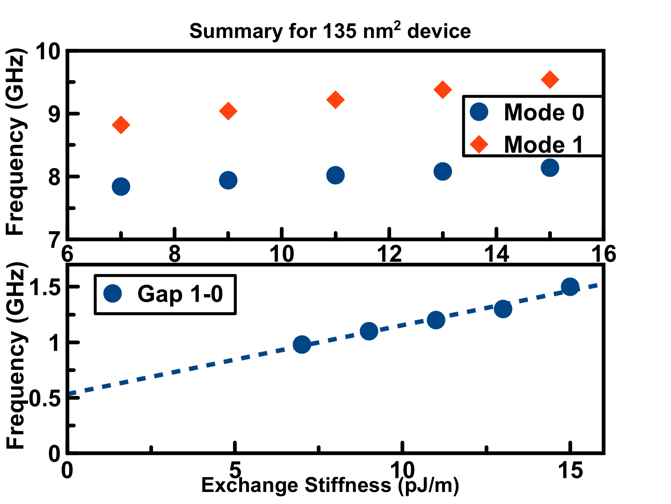 Summary for 135 nm² device
Frequency (GHz)
10
9
8
7
Mode 0
Mode 1
6 8 10 12 14 16
Frequency (GHz)
1.5
1
0.5
0
Gap 1-0
0 5 10 15
Exchange Stiffness (pJ/m)